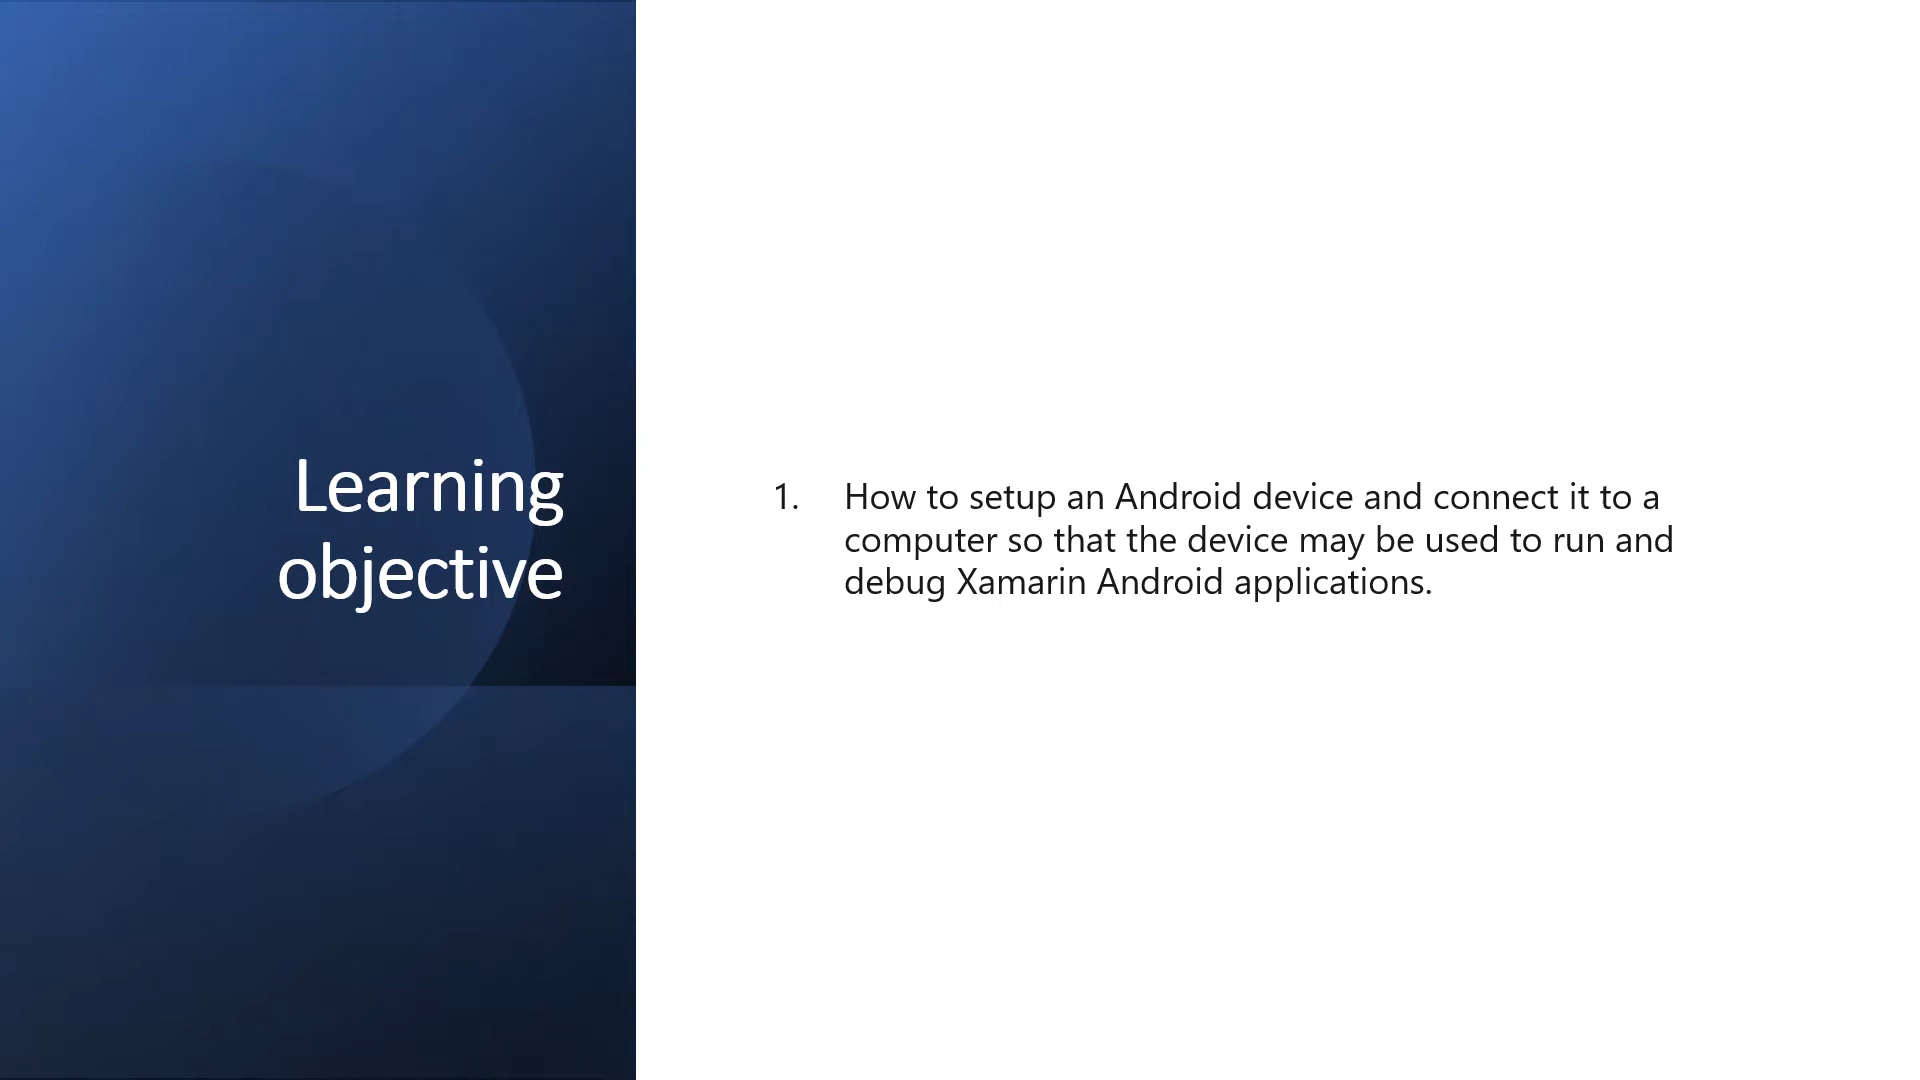 Learning
objective
1. How to setup an Android device and connect it to a
computer so that the device may be used to run and
debug Xamarin Android applications.